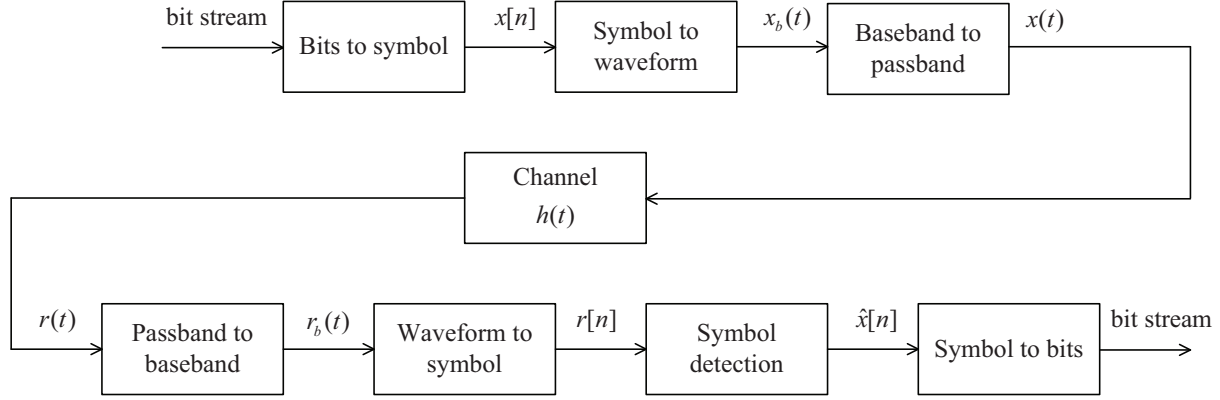 bit stream
Bits to symbol
x[n]
Symbol to
waveform
x_b(t)
Baseband to
passband
x(t)
Channel
h(t)
r(t)
Passband to
baseband
r_b(t)
Waveform to
symbol
r[n]
Symbol
detection
x̂[n]
Symbol to bits
bit stream